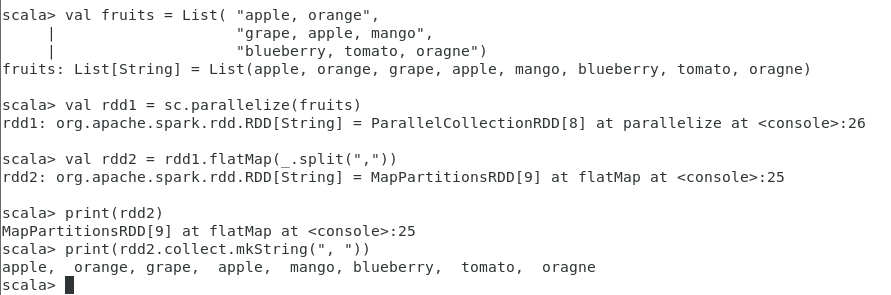 scala> val fruits = List( "apple, orange",
     |                    "grape, apple, mango",
     |                    "blueberry, tomato, oragne")
fruits: List[String] = List(apple, orange, grape, apple, mango, blueberry, tomato, oragne)
scala> val rdd1 = sc.parallelize(fruits)
rdd1: org.apache.spark.rdd.RDD[String] = ParallelCollectionRDD[8] at parallelize at <console>:26
scala> val rdd2 = rdd1.flatMap(_.split(","))
rdd2: org.apache.spark.rdd.RDD[String] = MapPartitionsRDD[9] at flatMap at <console>:25
scala> print(rdd2)
MapPartitionsRDD[9] at flatMap at <console>:25
scala> print(rdd2.collect.mkString(", "))
apple,  orange, grape,  apple,  mango, blueberry,  tomato,  oragne
scala>